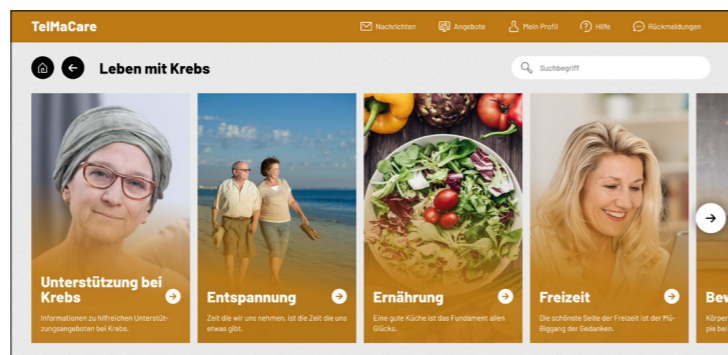 TelMaCare
Nachrichten
Angebote
Mein Profil
Hilfe
Rückmeldungen
Leben mit Krebs
Suchbegriff
Unterstützung bei
Krebs
Informationen zu hilfreichen Unterstüt-
zungsangeboten bei Krebs.
Entspannung
Zeit die wir uns nehmen, ist die Zeit die uns
etwas gibt.
Ernährung
Eine gute Küche ist das Fundament allen
Glücks.
Freizeit
Die schönste Seite der Freizeit ist der Mü-
ßiggang der Gedanken.
Bew
Körper
pie bei